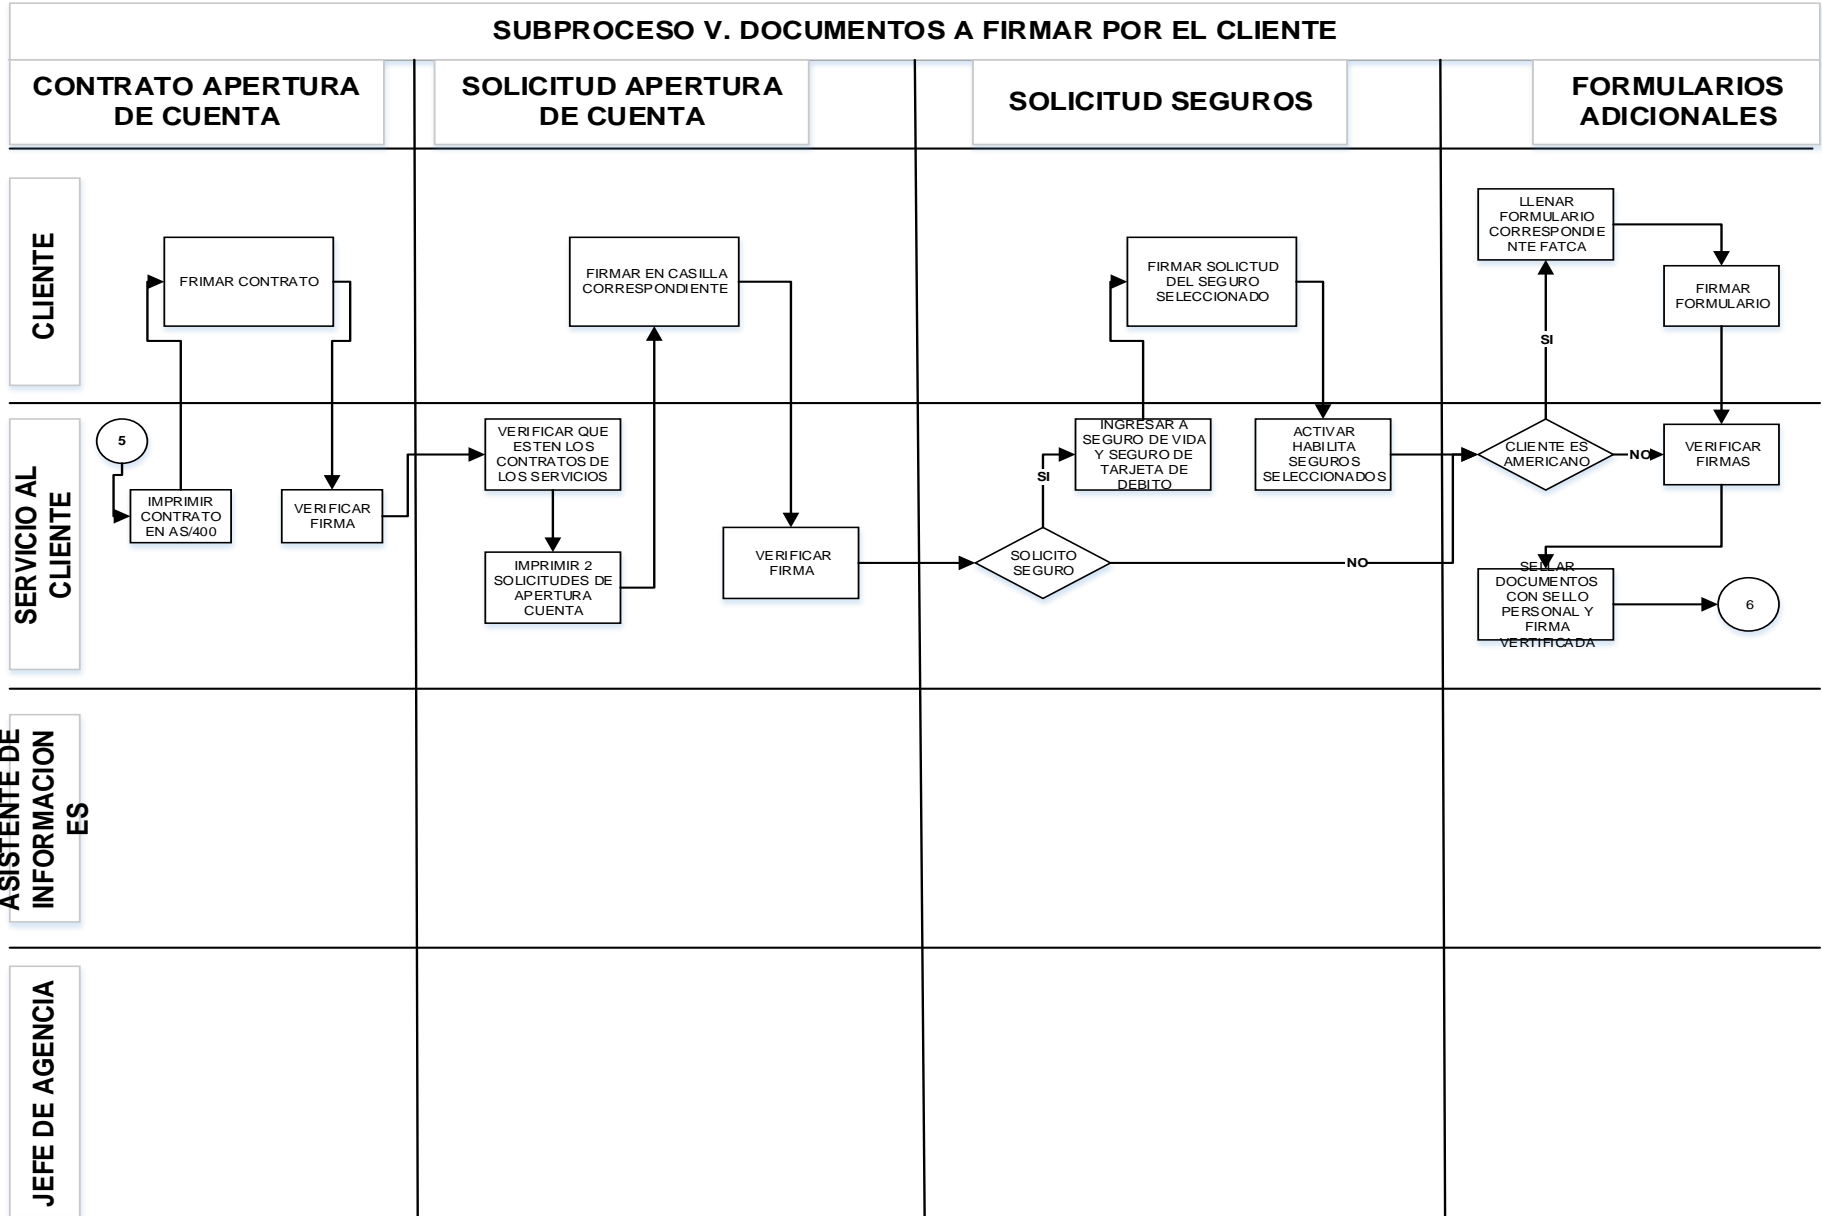 SUBPROCESO V. DOCUMENTOS A FIRMAR POR EL CLIENTE
CONTRATO APERTURA
DE CUENTA
SOLICITUD APERTURA
DE CUENTA
SOLICITUD SEGUROS
FORMULARIOS
ADICIONALES
CLIENTE
FRIMAR CONTRATO
FIRMAR EN CASILLA
CORRESPONDIENTE
FIRMAR SOLICTUD
DEL SEGURO
SELECCIONADO
LLENAR
FORMULARIO
CORRESPONDIE
NTE FATCA
FIRMAR
FORMULARIO
SI
SERVICIO AL
CLIENTE
5
IMPRIMIR
CONTRATO
EN AS/400
VERIFICAR
FIRMA
VERIFICAR QUE
ESTEN LOS
CONTRATOS DE
LOS SERVICIOS
IMPRIMIR 2
SOLICITUDES DE
APERTURA
CUENTA
VERIFICAR
FIRMA
SOLICITO
SEGURO
SI
NO
INGRESAR A
SEGURO DE VIDA
Y SEGURO DE
TARJETA DE
DEBITO
ACTIVAR
HABILITA
SEGUROS
SELECCIONADOS
CLIENTE ES
AMERICANO
NO
VERIFICAR
FIRMAS
SELLAR
DOCUMENTOS
CON SELLO
PERSONAL Y
FIRMA
VERTIFICADA
6
ASISTENTE DE
INFORMACION
ES
JEFE DE AGENCIA